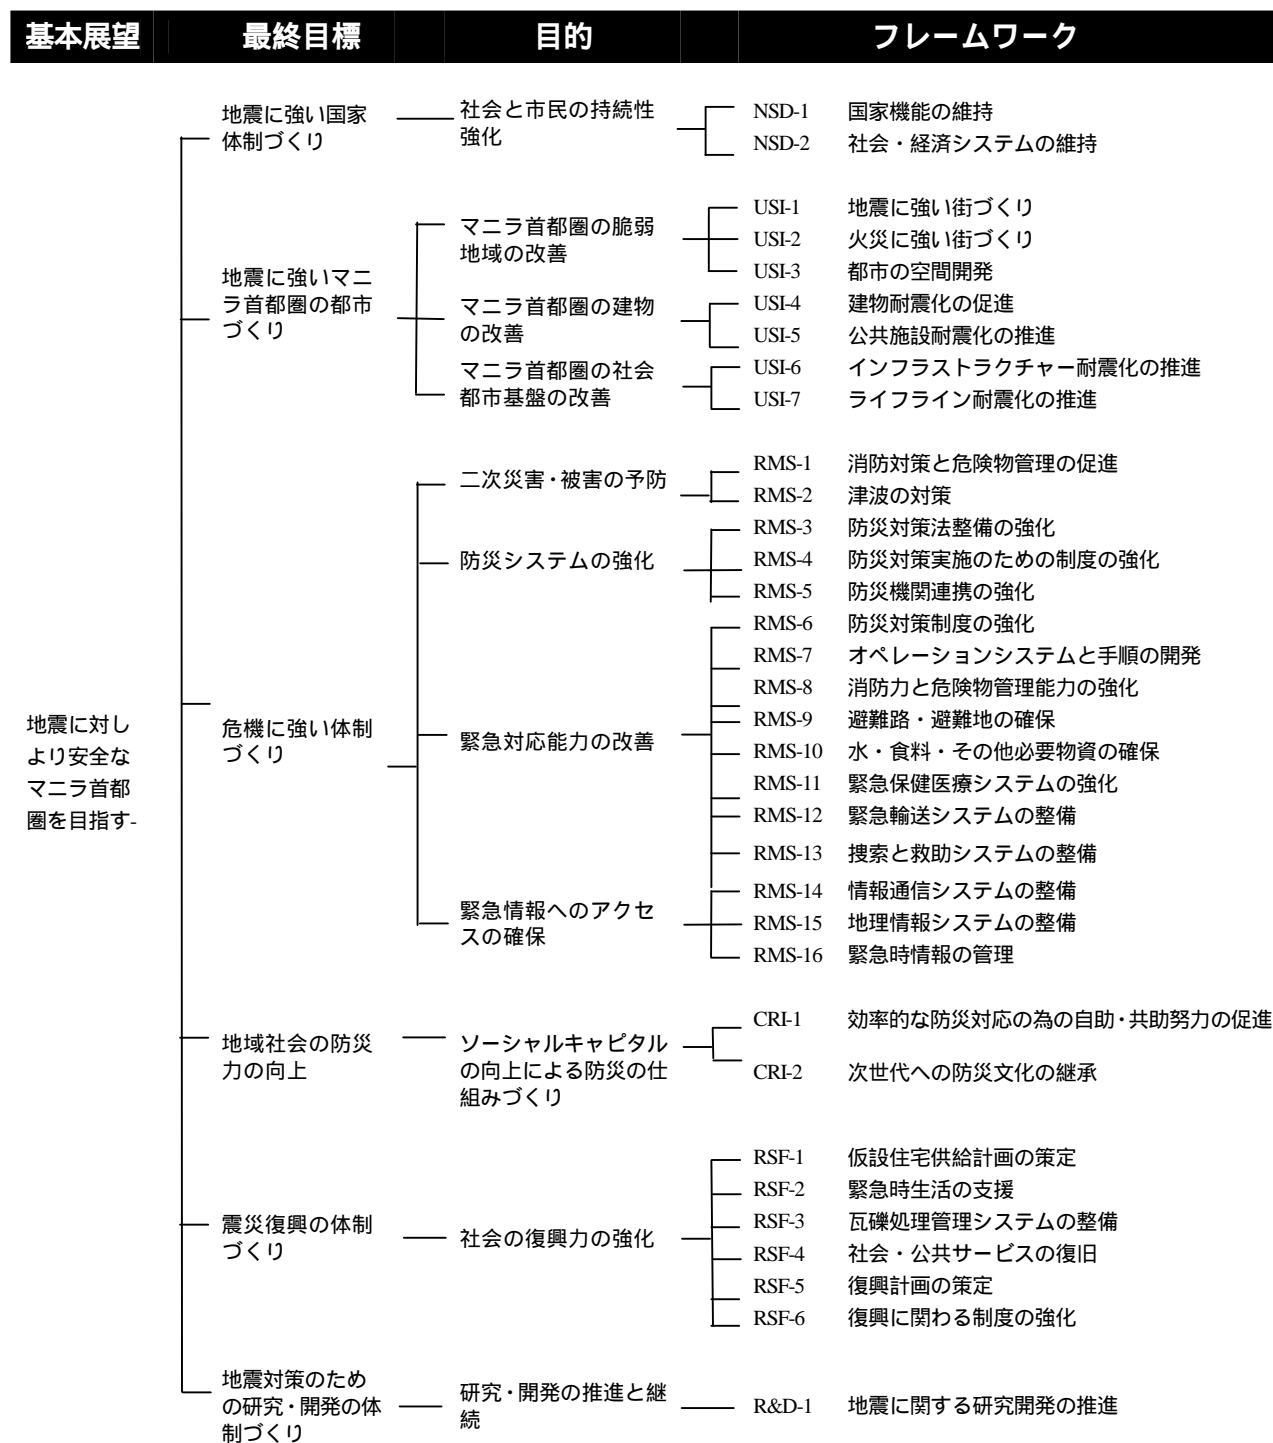 基本展望 最終目標 目的 フレームワーク
地震に対し
より安全な
マニラ首都
圏を目指す-
地震に強い国家
体制づくり
社会と市民の持続性
強化
NSD-1 国家機能の維持
NSD-2 社会・経済システムの維持
地震に強いマニ
ラ首都圏の都市
づくり
マニラ首都圏の脆弱
地域の改善
USI-1 地震に強い街づくり
USI-2 火災に強い街づくり
USI-3 都市の空間開発
マニラ首都圏の建物
の改善
USI-4 建物耐震化の促進
USI-5 公共施設耐震化の推進
マニラ首都圏の社会
都市基盤の改善
USI-6 インフラストラクチャー耐震化の推進
USI-7 ライフライン耐震化の推進
危機に強い体制
づくり
二次災害・被害の予防
RMS-1 消防対策と危険物管理の促進
RMS-2 津波の対策
防災システムの強化
RMS-3 防災対策法整備の強化
RMS-4 防災対策実施のための制度の強化
RMS-5 防災機関連携の強化
緊急対応能力の改善
RMS-6 防災対策制度の強化
RMS-7 オペレーションシステムと手順の開発
RMS-8 消防力と危険物管理能力の強化
RMS-9 避難路・避難地の確保
RMS-10 水・食料・その他必要物資の確保
RMS-11 緊急保健医療システムの強化
RMS-12 緊急輸送システムの整備
RMS-13 捜索と救助システムの整備
緊急情報へのアクセ
スの確保
RMS-14 情報通信システムの整備
RMS-15 地理情報システムの整備
RMS-16 緊急時情報の管理
地域社会の防災
力の向上
ソーシャルキャピタル
の向上による防災の仕
組みづくり
CRI-1 効率的な防災対応の為の自助・共助努力の促進
CRI-2 次世代への防災文化の継承
震災復興の体制
づくり
社会の復興力の強化
RSF-1 仮設住宅供給計画の策定
RSF-2 緊急時生活の支援
RSF-3 瓦礫処理管理システムの整備
RSF-4 社会・公共サービスの復旧
RSF-5 復興計画の策定
RSF-6 復興に関わる制度の強化
地震対策のため
の研究・開発の体
制づくり
研究・開発の推進と継
続
R&D-1 地震に関する研究開発の推進